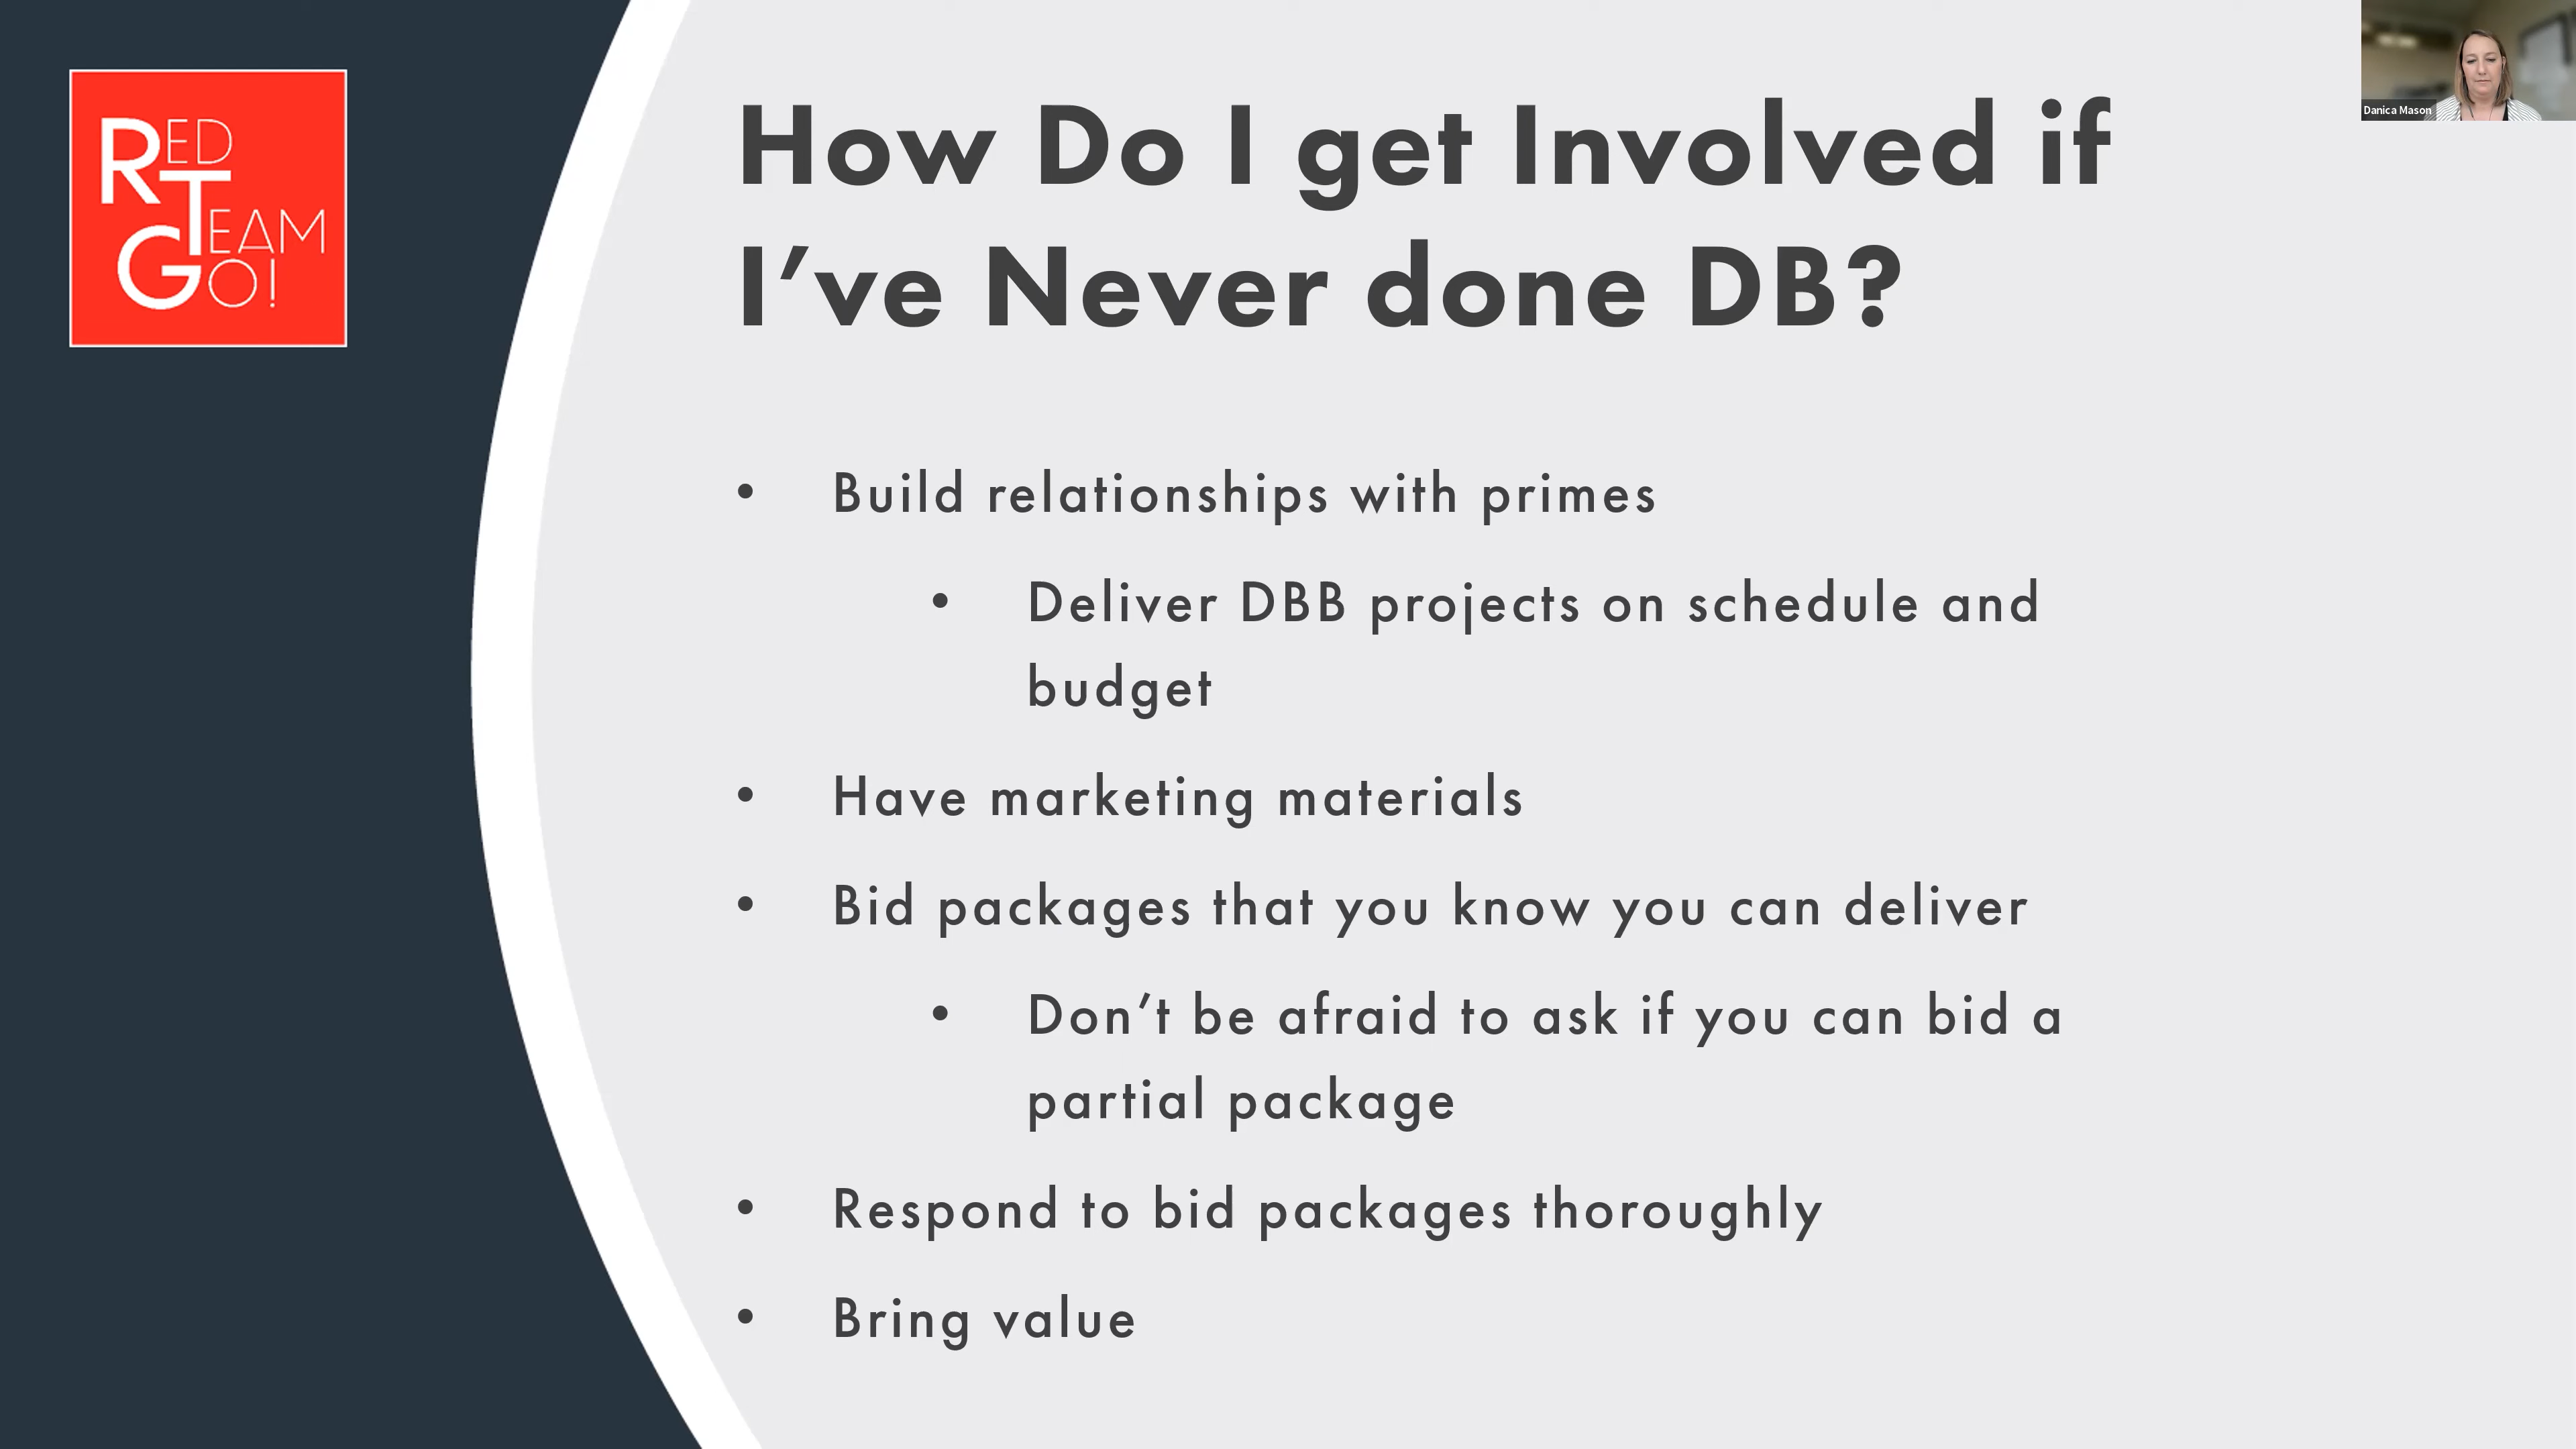 RED
TEAM
GO!
How Do I get Involved if
I’ve Never done DB?
• Build relationships with primes
• Deliver DBB projects on schedule and
budget
• Have marketing materials
• Bid packages that you know you can deliver
• Don’t be afraid to ask if you can bid a
partial package
• Respond to bid packages thoroughly
• Bring value
Danica Mason